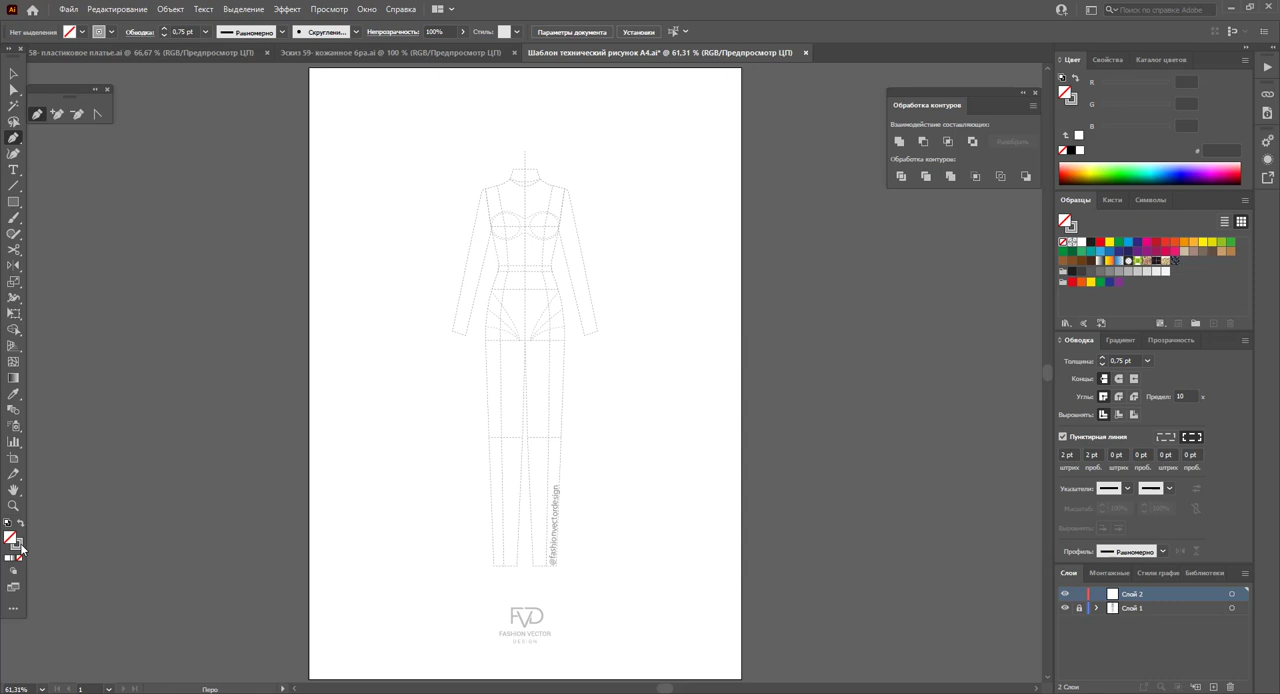 Ai Файл Редактирование Объект Текст Выделение Эффект Просмотр Окно Справка Поиск по справке Adobe
Нет выделения Обводка: 0,75 pt Равномерно Скруглени... Непрозрачность: 100% Стиль: Параметры документа Установки
58- пластиковое платье.ai @ 66,67 % (RGB/Предпросмотр ЦП) Эскиз 59- кожанное бра.ai @ 100 % (RGB/Предпросмотр ЦП) Шаблон технический рисунок А4.ai* @ 61,31 % (RGB/Предпросмотр ЦП)
Обработка контуров
Взаимодействие составляющих:
Разобрать
Обработка контуров:
Цвет Свойства Каталог цветов
R
G
B
#
Образцы Кисти Символы
Обводка Градиент Прозрачность
Толщина: 0,75 pt
Концы:
Углы: Предел: 10 x
Выровнять:
Пунктирная линия
2 pt 2 pt 0 pt 0 pt 0 pt 0 pt
штрих проб. штрих проб. штрих проб.
Указатели:
Масштаб: 100% 100%
Выровнять:
Профиль: Равномерно
Слои Монтажные Стили график Библиотеки
Слой 2
Слой 1
2 Слои
@fashionvectordesign
FVD
FASHION VECTOR
DESIGN
61,31% 1 Перо